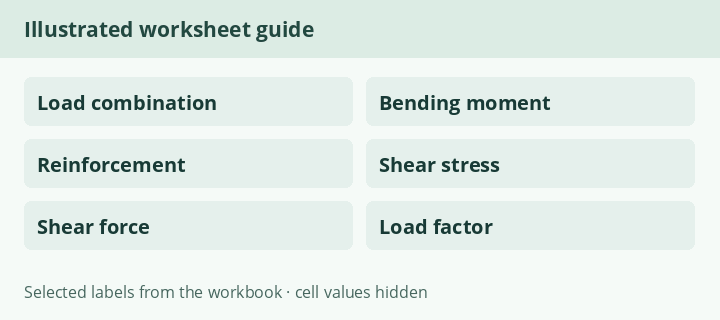 Illustrated worksheet guide
Load combination
Bending moment
Reinforcement
Shear stress
Shear force
Load factor
Selected labels from the workbook · cell values hidden